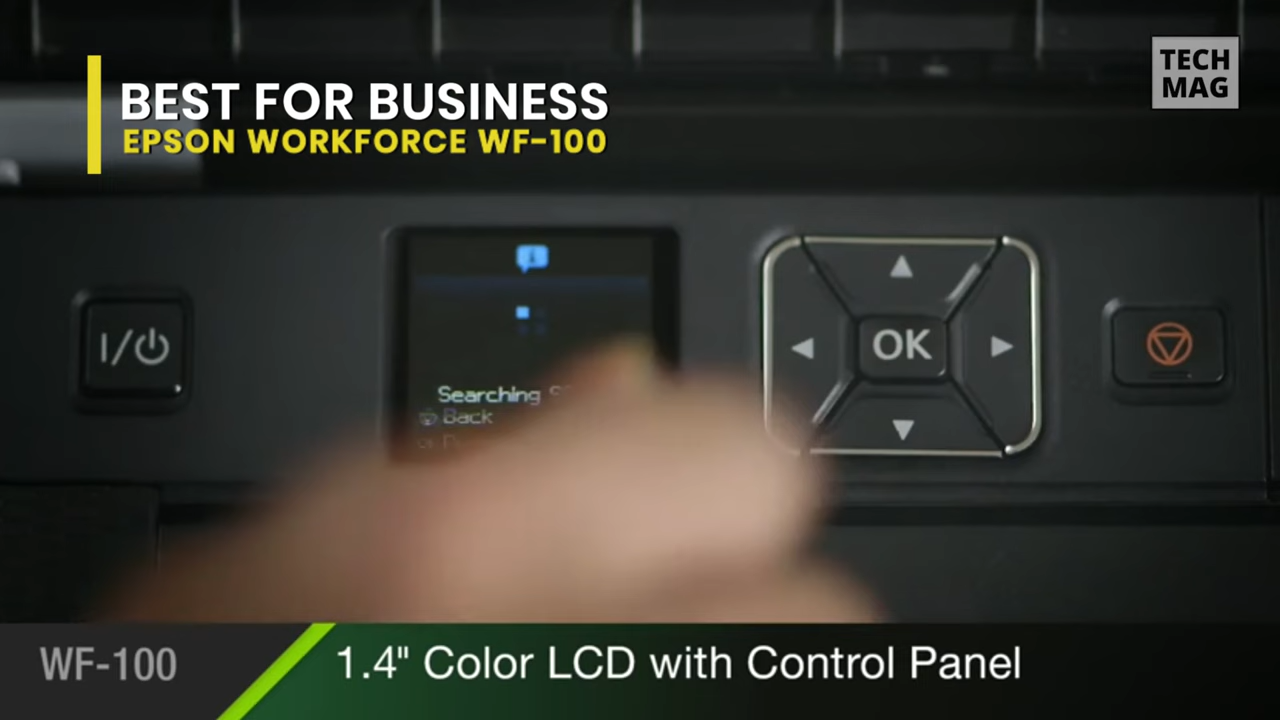 BEST FOR BUSINESS
EPSON WORKFORCE WF-100
TECH
MAG
I/
OK
Searching
Back
WF-100
1.4" Color LCD with Control Panel